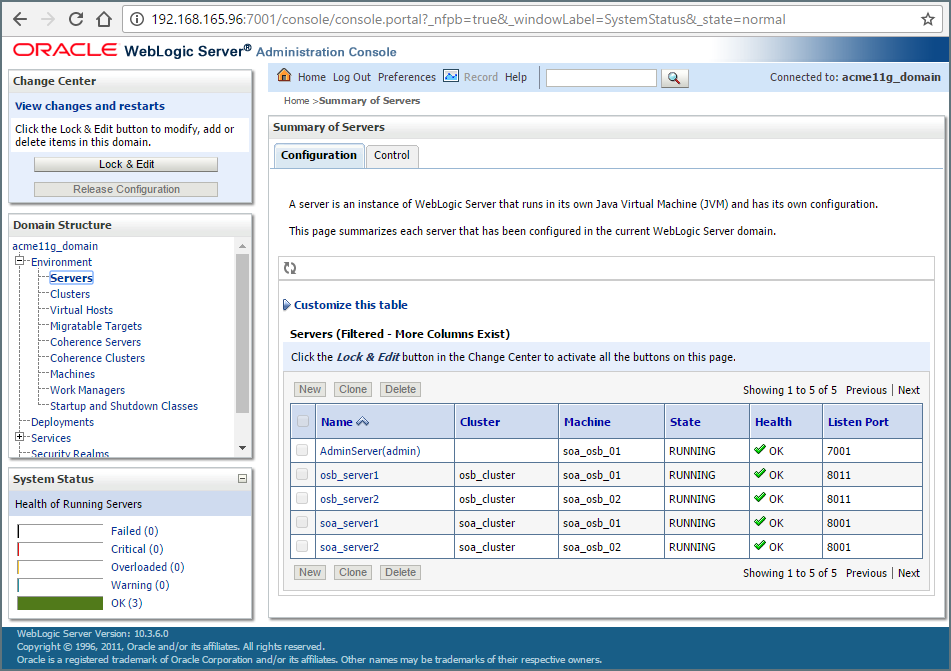 192.168.165.96:7001/console/console.portal?_nfpb=true&_windowLabel=SystemStatus&_state=normal
ORACLE WebLogic Server® Administration Console
Change Center
View changes and restarts
Click the Lock & Edit button to modify, add or
delete items in this domain.
Lock & Edit
Release Configuration
Domain Structure
acme11g_domain
Environment
Servers
Clusters
Virtual Hosts
Migratable Targets
Coherence Servers
Coherence Clusters
Machines
Work Managers
Startup and Shutdown Classes
Deployments
Services
Security Realms
System Status
Health of Running Servers
Failed (0)
Critical (0)
Overloaded (0)
Warning (0)
OK (3)
Home Log Out Preferences Record Help
Connected to: acme11g_domain
Home >Summary of Servers
Summary of Servers
Configuration Control
A server is an instance of WebLogic Server that runs in its own Java Virtual Machine (JVM) and has its own configuration.
This page summarizes each server that has been configured in the current WebLogic Server domain.
Customize this table
Servers (Filtered - More Columns Exist)
Click the Lock & Edit button in the Change Center to activate all the buttons on this page.
New Clone Delete Showing 1 to 5 of 5 Previous | Next
Name Cluster Machine State Health Listen Port
AdminServer(admin) soa_osb_01 RUNNING OK 7001
osb_server1 osb_cluster soa_osb_01 RUNNING OK 8011
osb_server2 osb_cluster soa_osb_02 RUNNING OK 8011
soa_server1 soa_cluster soa_osb_01 RUNNING OK 8001
soa_server2 soa_cluster soa_osb_02 RUNNING OK 8001
New Clone Delete Showing 1 to 5 of 5 Previous | Next
WebLogic Server Version: 10.3.6.0
Copyright © 1996, 2011, Oracle and/or its affiliates. All rights reserved.
Oracle is a registered trademark of Oracle Corporation and/or its affiliates. Other names may be trademarks of their respective owners.